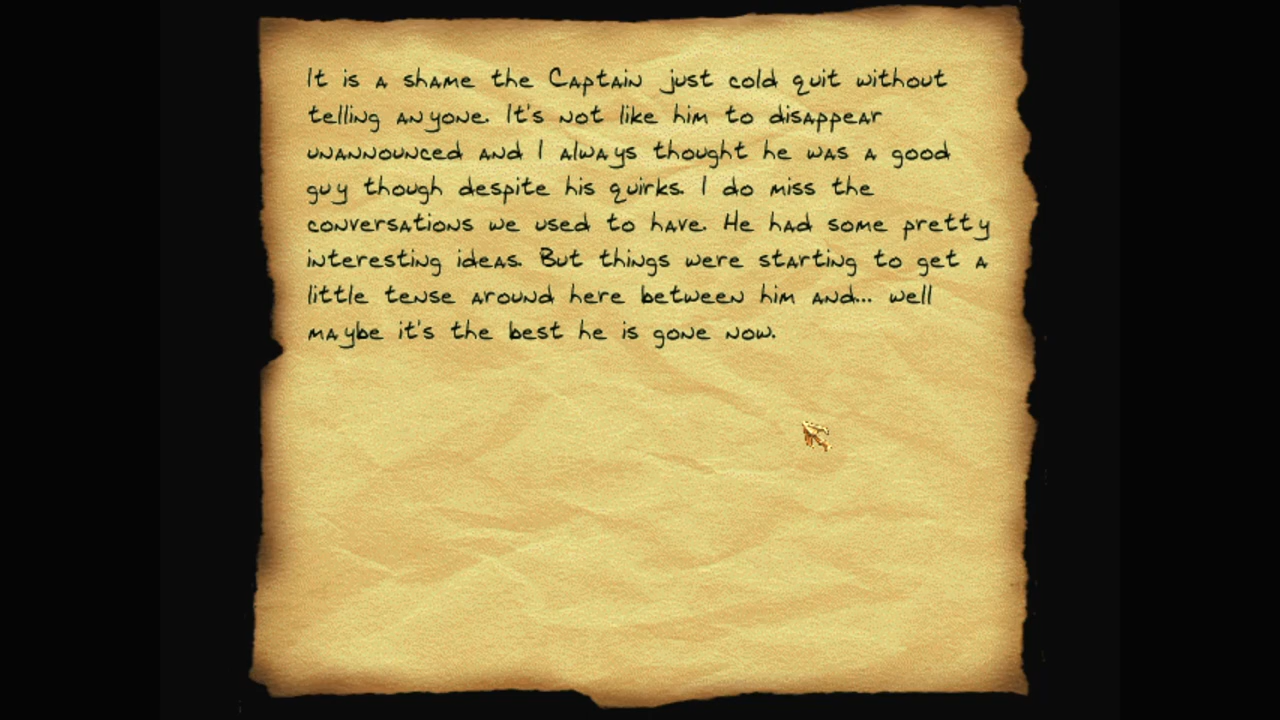 It is a shame the Captain just cold quit without
telling anyone. It's not like him to disappear
unannounced and I always thought he was a good
guy though despite his quirks. I do miss the
conversations we used to have. He had some pretty
interesting ideas. But things were starting to get a
little tense around here between him and... well
maybe it's the best he is gone now.